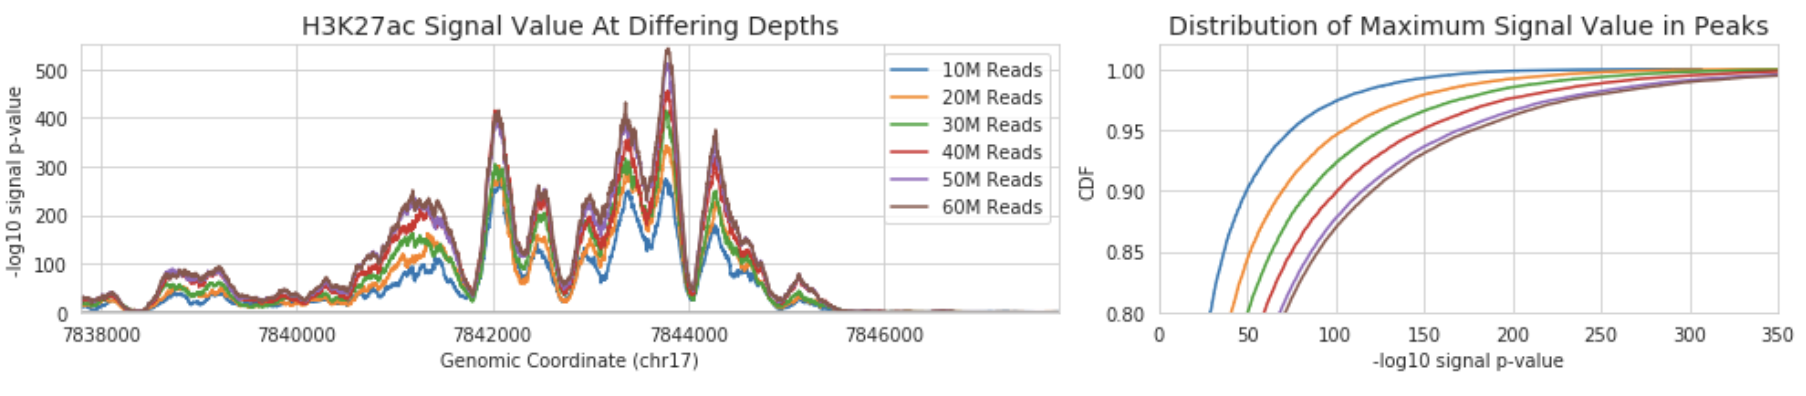 H3K27ac Signal Value At Differing Depths
-log10 signal p-value
500
400
300
200
100
0
7838000 7840000 7842000 7844000 7846000
Genomic Coordinate (chr17)
10M Reads
20M Reads
30M Reads
40M Reads
50M Reads
60M Reads
Distribution of Maximum Signal Value in Peaks
CDF
1.00
0.95
0.90
0.85
0.80
0 50 100 150 200 250 300 350
-log10 signal p-value